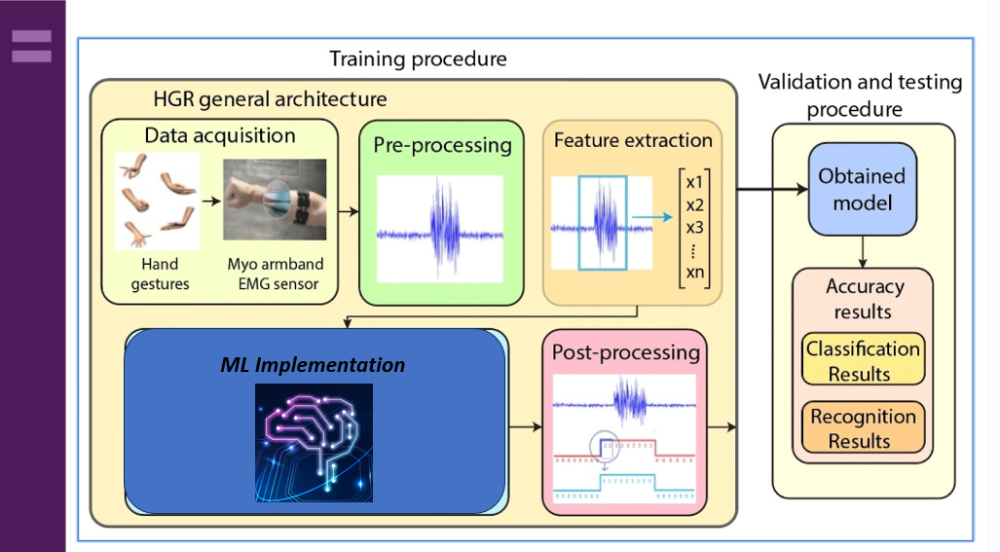 Training procedure
HGR general architecture
Data acquisition
Hand
gestures
Myo armband
EMG sensor
Pre-processing
Feature extraction
x1
x2
x3
xn
ML Implementation
Post-processing
Validation and testing
procedure
Obtained
model
Accuracy
results
Classification
Results
Recognition
Results